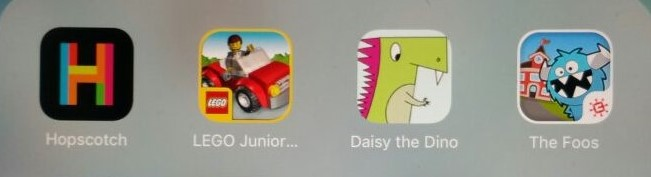 H
LEGO
Hopscotch
LEGO Junior...
Daisy the Dino
The Foos